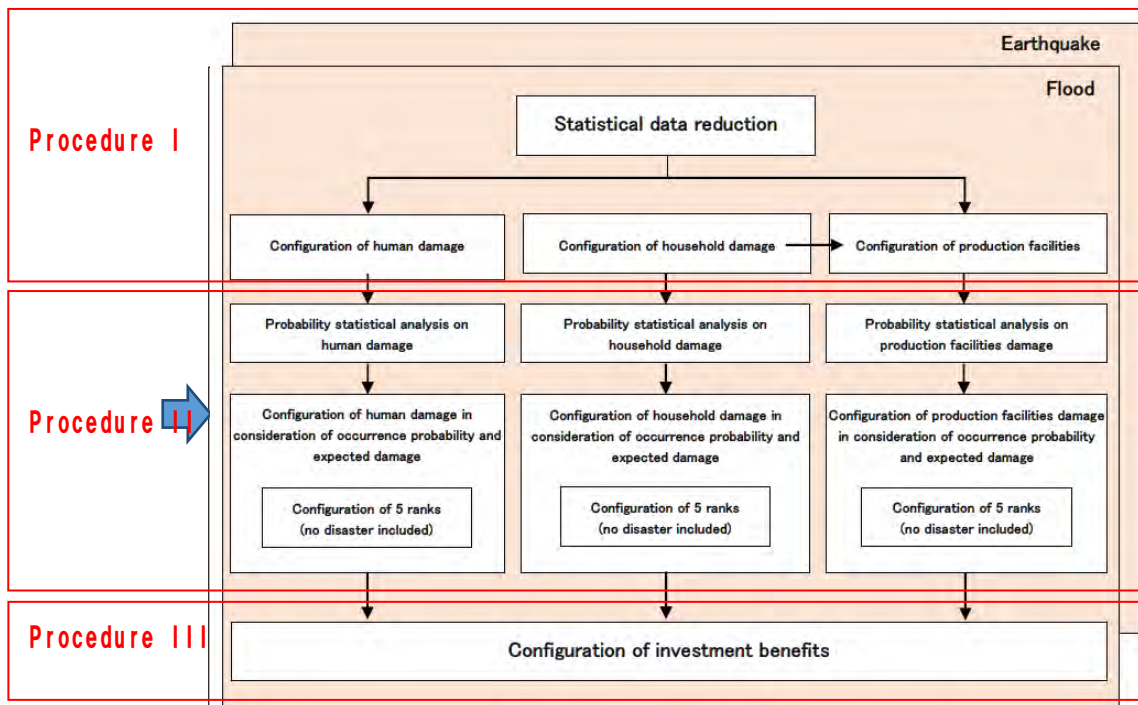 Earthquake
Flood
Procedure I
Statistical data reduction
Configuration of human damage
Configuration of household damage
Configuration of production facilities
Procedure II
Probability statistical analysis on
human damage
Probability statistical analysis on
household damage
Probability statistical analysis on
production facilities damage
Configuration of human damage in
consideration of occurrence probability and
expected damage
Configuration of 5 ranks
(no disaster included)
Configuration of household damage in
consideration of occurrence probability and
expected damage
Configuration of 5 ranks
(no disaster included)
Configuration of production facilities damage
in consideration of occurrence probability
and expected damage
Configuration of 5 ranks
(no disaster included)
Procedure III
Configuration of investment benefits